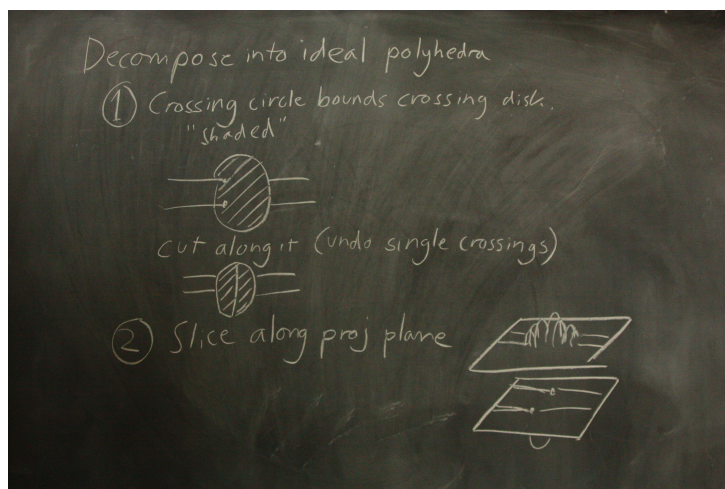 Decompose into ideal polyhedra
① Crossing circle bounds crossing disk.
"shaded"
cut along it (undo single crossings)
② Slice along proj plane